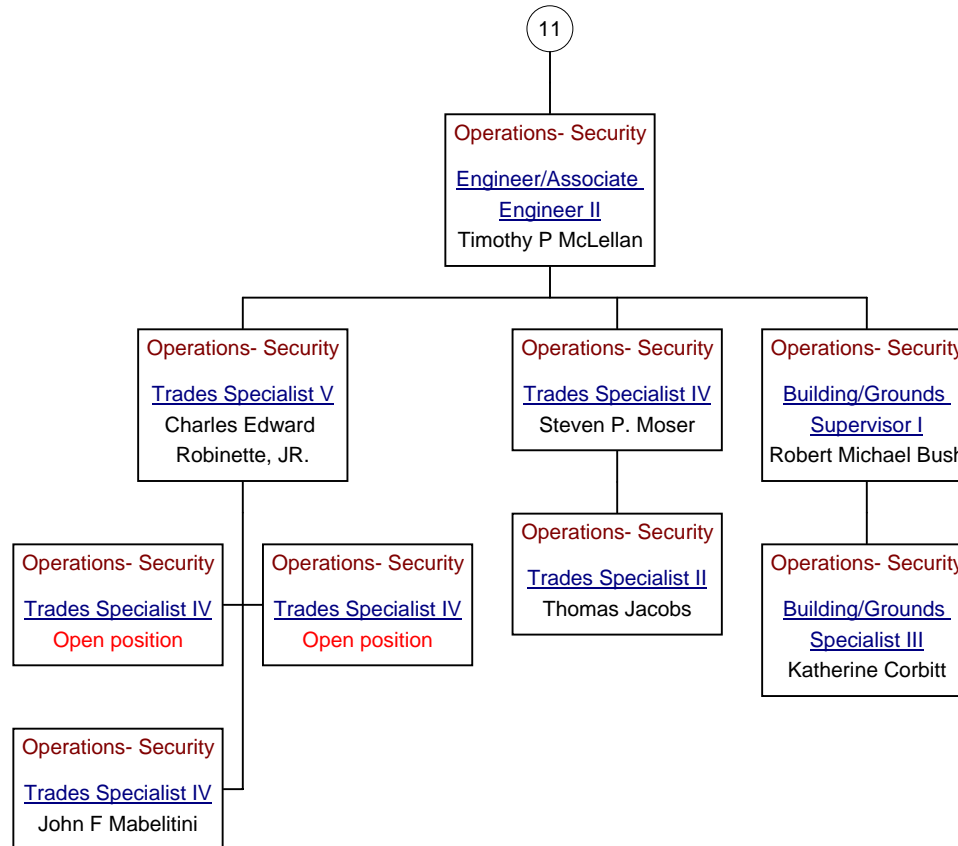 11
Operations- Security
Engineer/Associate
Engineer II
Timothy P McLellan
Operations- Security
Trades Specialist V
Charles Edward
Robinette, JR.
Operations- Security
Trades Specialist IV
Steven P. Moser
Operations- Security
Building/Grounds
Supervisor I
Robert Michael Bush
Operations- Security
Trades Specialist IV
Open position
Operations- Security
Trades Specialist IV
Open position
Operations- Security
Trades Specialist II
Thomas Jacobs
Operations- Security
Building/Grounds
Specialist III
Katherine Corbitt
Operations- Security
Trades Specialist IV
John F Mabelitini